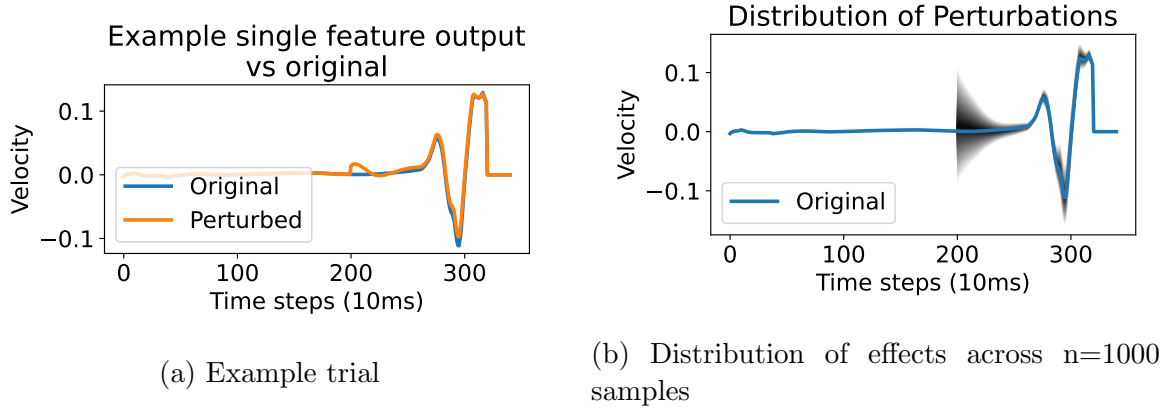 Example single feature output
vs original
Velocity
0.1
0.0
−0.1
Original
Perturbed
0
100
200
300
Time steps (10ms)
(a) Example trial
Distribution of Perturbations
Velocity
0.1
0.0
−0.1
Original
0
100
200
300
Time steps (10ms)
(b) Distribution of effects across n=1000
samples